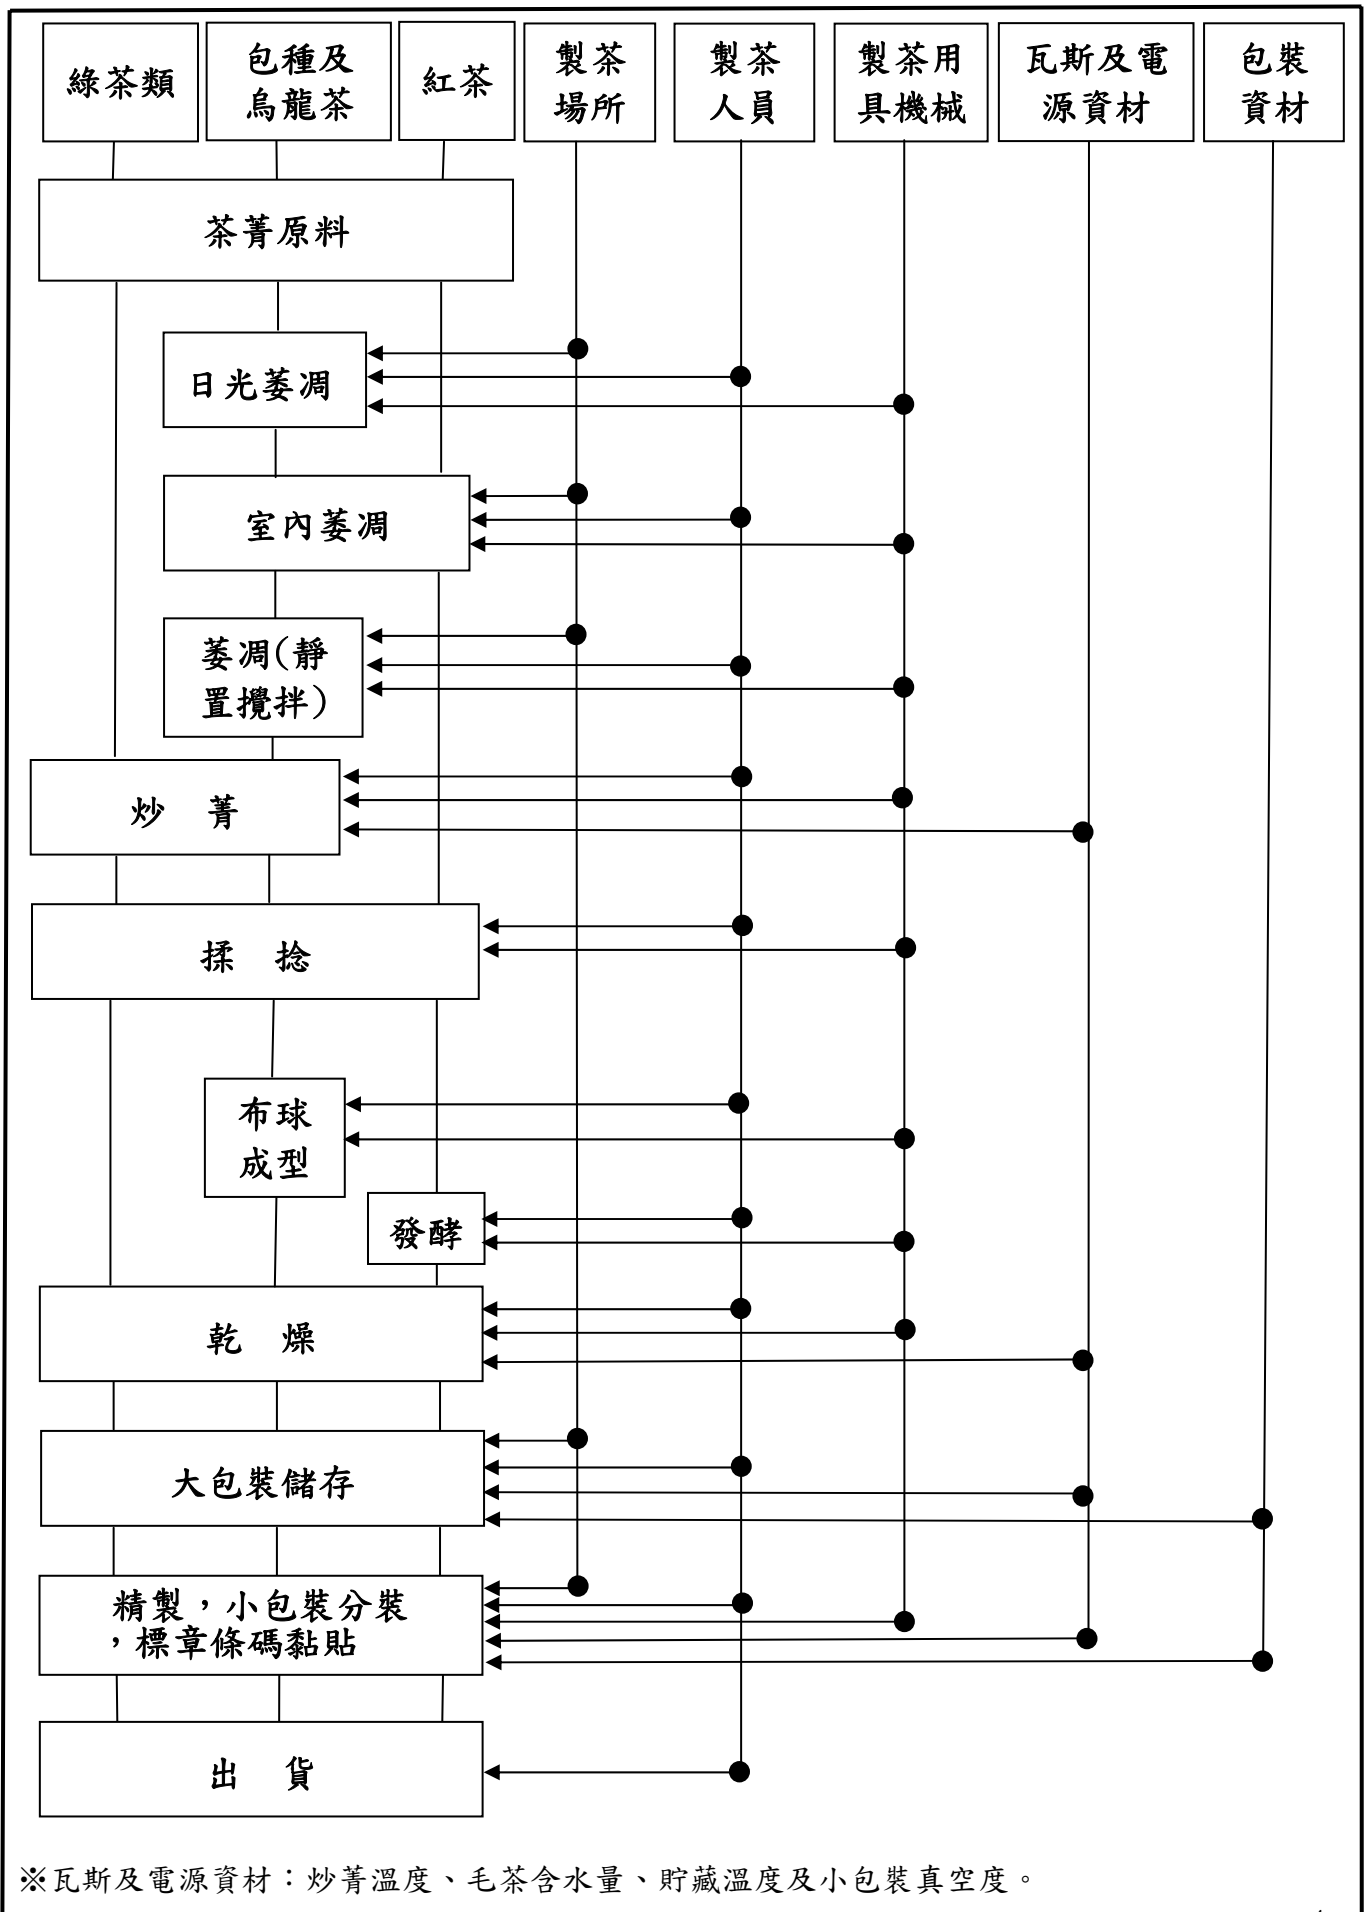 綠茶類
包種及
烏龍茶
紅茶
製茶
場所
製茶
人員
製茶用
具機械
瓦斯及電
源資材
包裝
資材
茶菁原料
日光萎凋
室內萎凋
萎凋(靜
置攪拌)
炒　菁
揉　捻
布球
成型
發酵
乾　燥
大包裝儲存
精製，小包裝分裝
，標章條碼黏貼
出　貨
※瓦斯及電源資材：炒菁溫度、毛茶含水量、貯藏溫度及小包裝真空度。